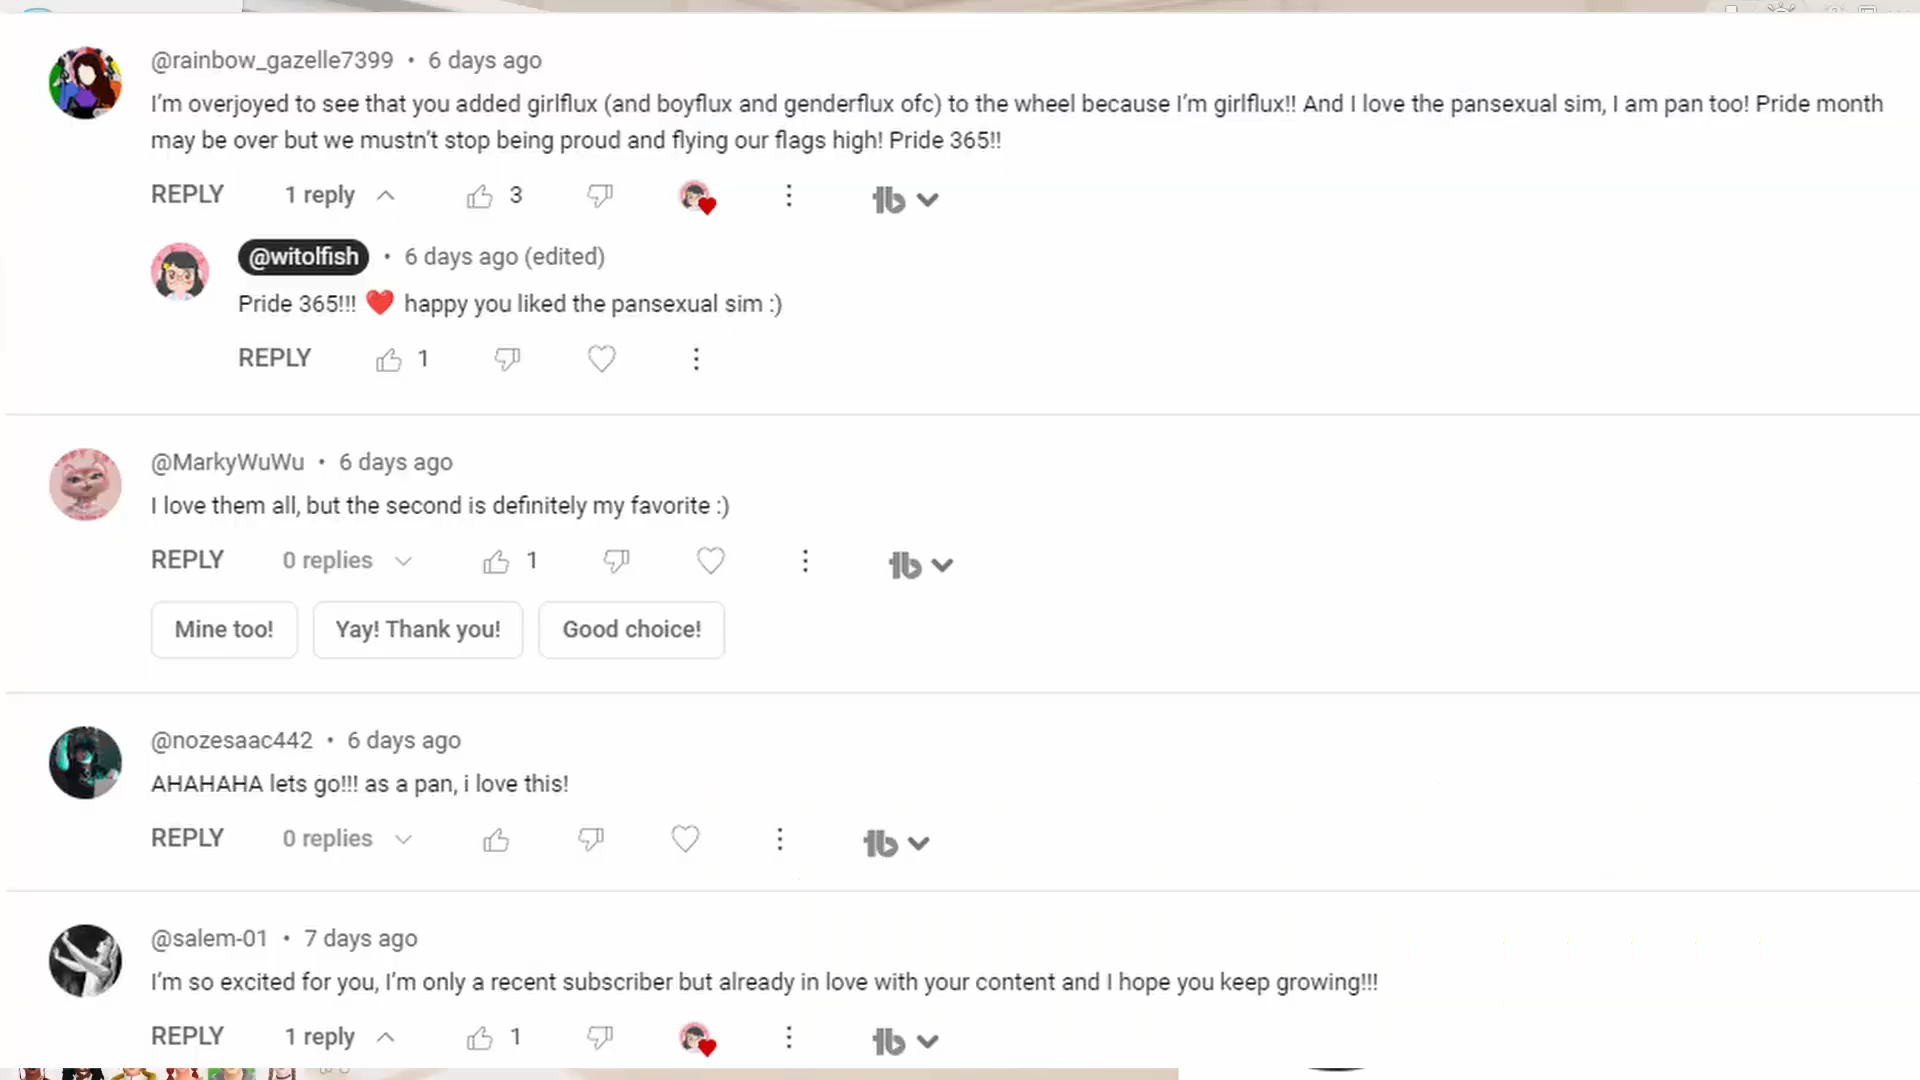 @rainbow_gazelle7399 • 6 days ago
I'm overjoyed to see that you added girlflux (and boyflux and genderflux ofc) to the wheel because I'm girlflux!! And I love the pansexual sim, I am pan too! Pride month
may be over but we mustn't stop being proud and flying our flags high! Pride 365!!
REPLY 1 reply 3
@witolfish • 6 days ago (edited)
Pride 365!!! ❤️ happy you liked the pansexual sim :)
REPLY 1
@MarkyWuWu • 6 days ago
I love them all, but the second is definitely my favorite :)
REPLY 0 replies 1
Mine too! Yay! Thank you! Good choice!
@nozesaac442 • 6 days ago
AHAHAHA lets go!!! as a pan, i love this!
REPLY 0 replies
@salem-01 • 7 days ago
I'm so excited for you, I'm only a recent subscriber but already in love with your content and I hope you keep growing!!!
REPLY 1 reply 1